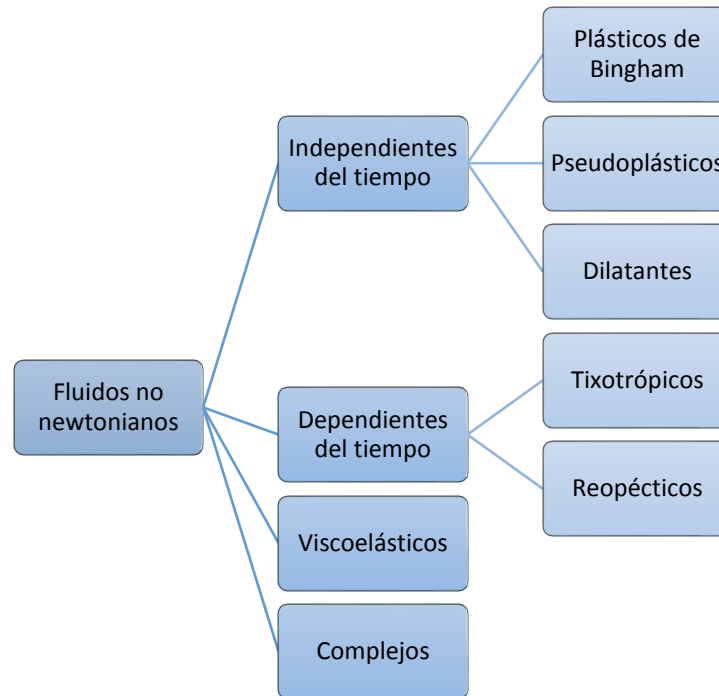 Fluidos no
newtonianos
Independientes
del tiempo
Plásticos de
Bingham
Pseudoplásticos
Dilatantes
Dependientes
del tiempo
Tixotrópicos
Reopécticos
Viscoelásticos
Complejos